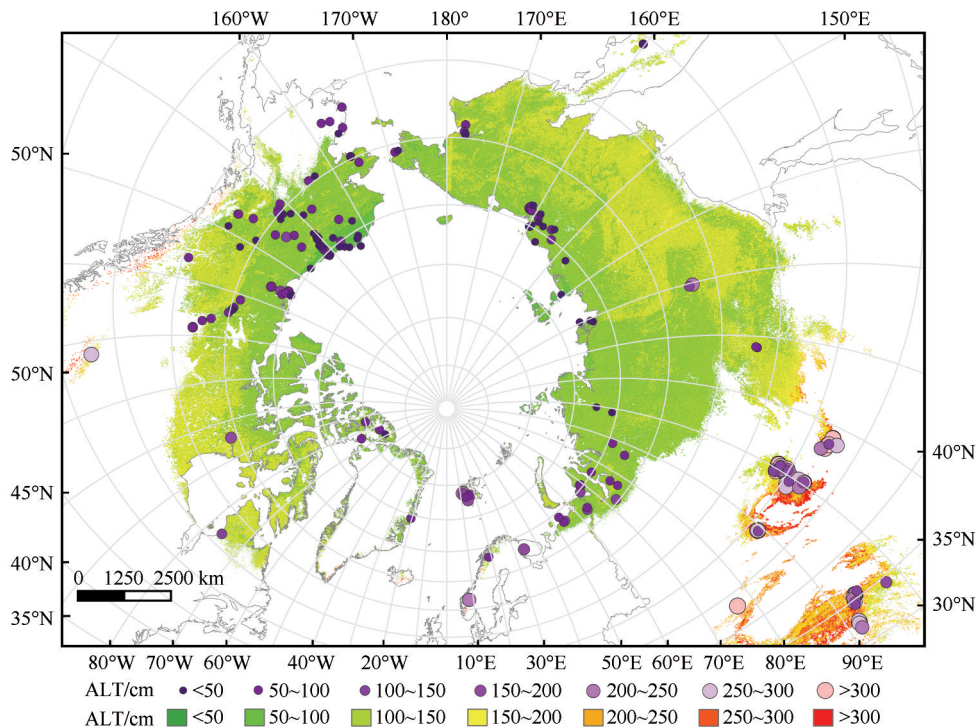 160°W 170°W 180° 170°E 160°E 150°E
50°N
50°N
40°N
45°N
35°N
40°N
0 1250 2500 km
30°N
35°N
80°W 70°W 60°W 40°W 30°W 20°W 10°E 30°E 50°E 60°E 70°E 80°E 90°E
ALT/cm <50 50~100 100~150 150~200 200~250 250~300 >300
ALT/cm <50 50~100 100~150 150~200 200~250 250~300 >300